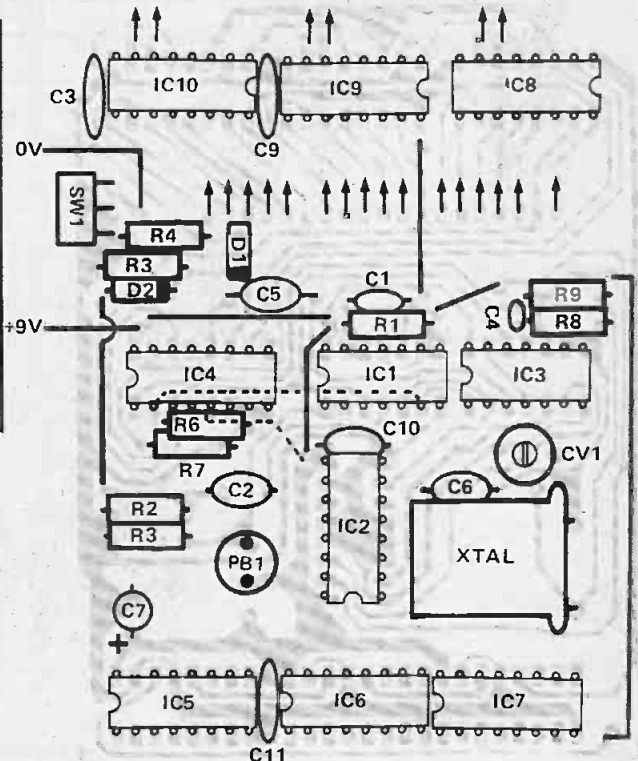 IC10
IC9
IC8
C3
C9
0V
SW1
R4
D1
R3
D2
C5
C1
R9
+9V
R1
C4
R8
IC4
IC1
IC3
R6
C10
R7
CV1
C2
C6
R2
IC2
R3
PB1
XTAL
C7
+
IC5
IC6
IC7
C11